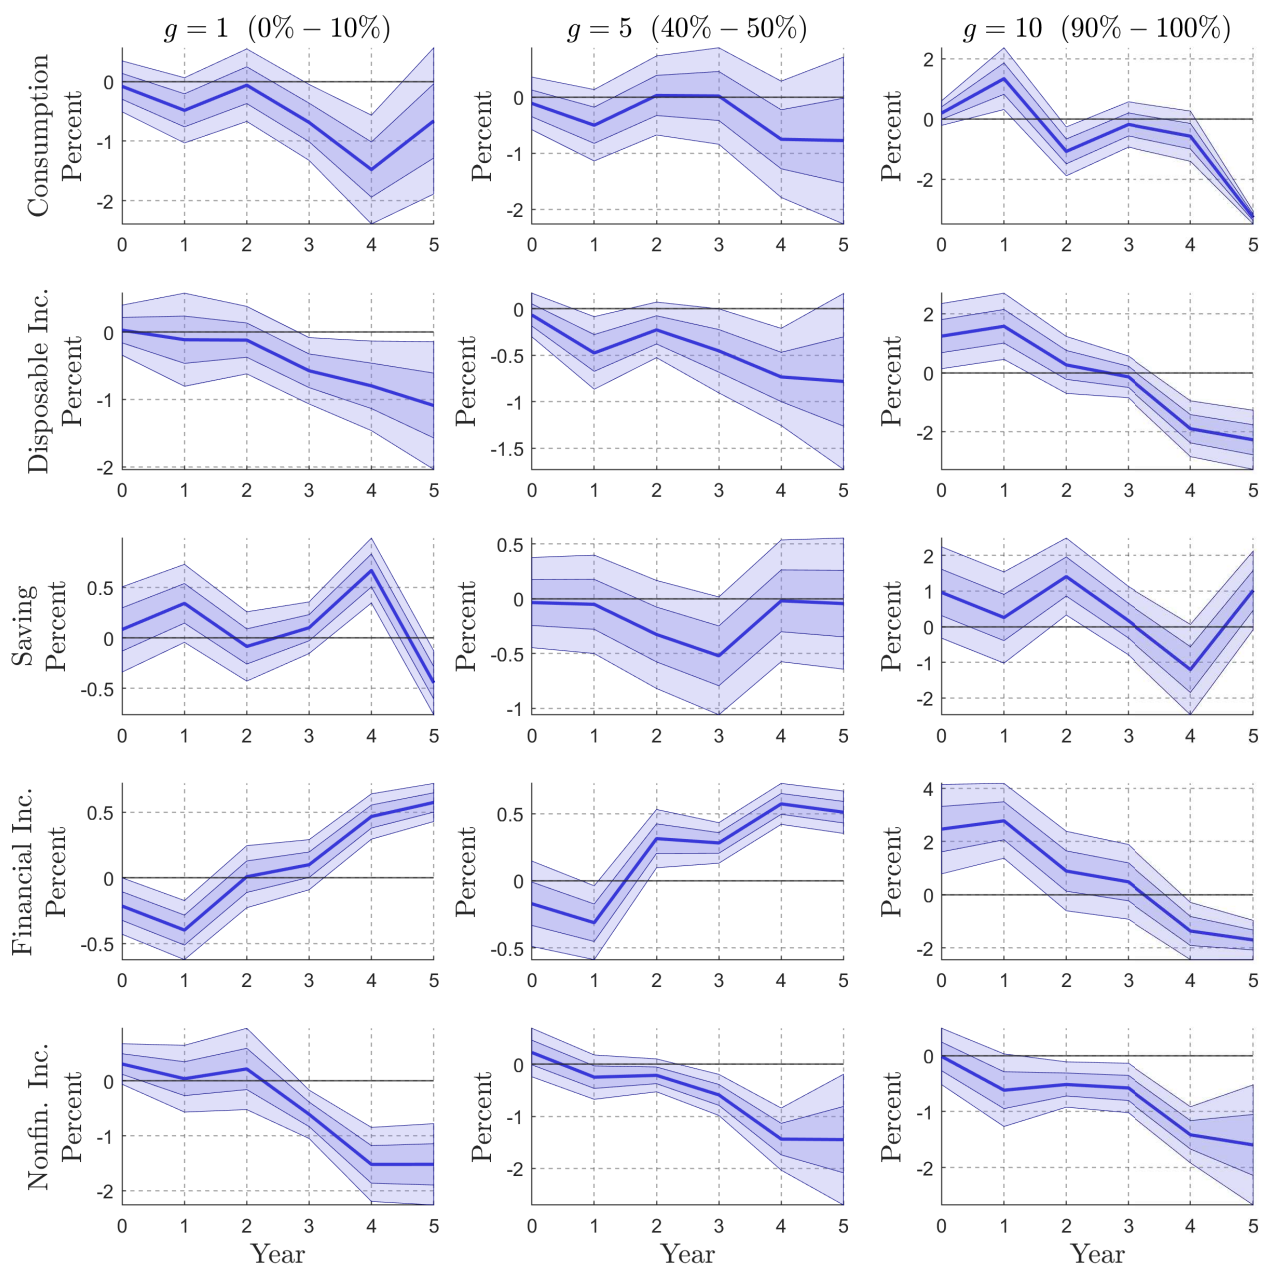 g = 1 (0% − 10%) g = 5 (40% − 50%) g = 10 (90% − 100%)
Consumption
Percent
0
-1
-2
0 1 2 3 4 5
Percent
0
-1
-2
0 1 2 3 4 5
Percent
2
0
-2
0 1 2 3 4 5
Disposable Inc.
Percent
0
-1
-2
0 1 2 3 4 5
Percent
0
-0.5
-1
-1.5
0 1 2 3 4 5
Percent
2
0
-2
0 1 2 3 4 5
Saving
Percent
0.5
0
-0.5
0 1 2 3 4 5
Percent
0.5
0
-0.5
-1
0 1 2 3 4 5
Percent
2
1
0
-1
-2
0 1 2 3 4 5
Financial Inc.
Percent
0.5
0
-0.5
0 1 2 3 4 5
Percent
0.5
0
-0.5
0 1 2 3 4 5
Percent
4
2
0
-2
0 1 2 3 4 5
Nonfin. Inc.
Percent
0
-1
-2
0 1 2 3 4 5
Year
Percent
0
-1
-2
0 1 2 3 4 5
Year
Percent
0
-1
-2
0 1 2 3 4 5
Year